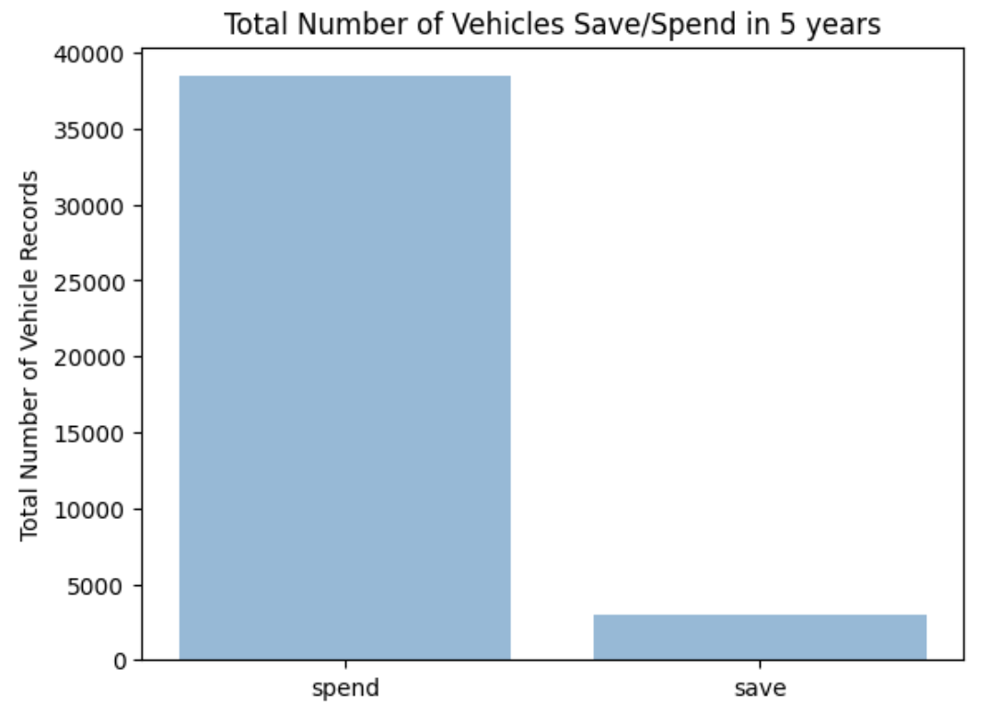 Total Number of Vehicles Save/Spend in 5 years
Total Number of Vehicle Records
40000
35000
30000
25000
20000
15000
10000
5000
0
spend
save